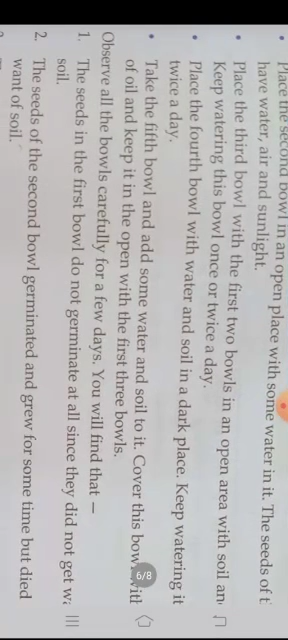 • Place the second bowl in an open place with some water in it. The seeds of
have water, air and sunlight.
• Place the third bowl with the first two bowls in an open area with soil
Keep watering this bowl once or twice a day.
• Place the fourth bowl with water and soil in a dark place. Keep watering it
twice a day.
• Take the fifth bowl and add some water and soil to it. Cover this
of oil and keep it in the open with the first three bowls.
Observe all the bowls carefully for a few days. You will find that —
1. The seeds in the first bowl do not germinate at all since they did not get
soil.
2. The seeds of the second bowl germinated and grew for some time but died
want of soil.
6/8